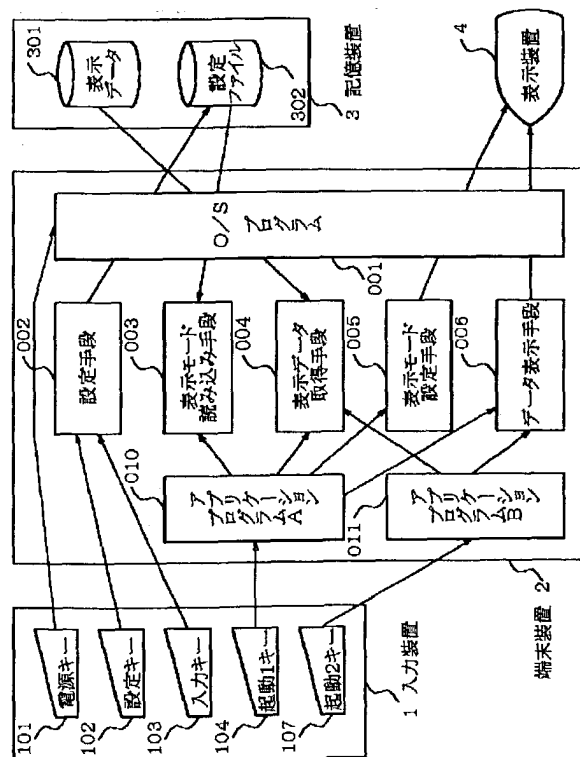 101
電源キー
102
設定キー
103
入力キー
104
起動1キー
107
起動2キー
1 入力装置
002
設定手段
003
表示モード
読み込み手段
004
表示データ
取得手段
005
表示モード
設定手段
006
データ表示手段
010
アプリケーション
プログラムA
011
アプリケーション
プログラムB
O/S
プログラム
001
端末装置 2
301
表示
データ
設定
ファイル
302
3 記憶装置
4
表示装置